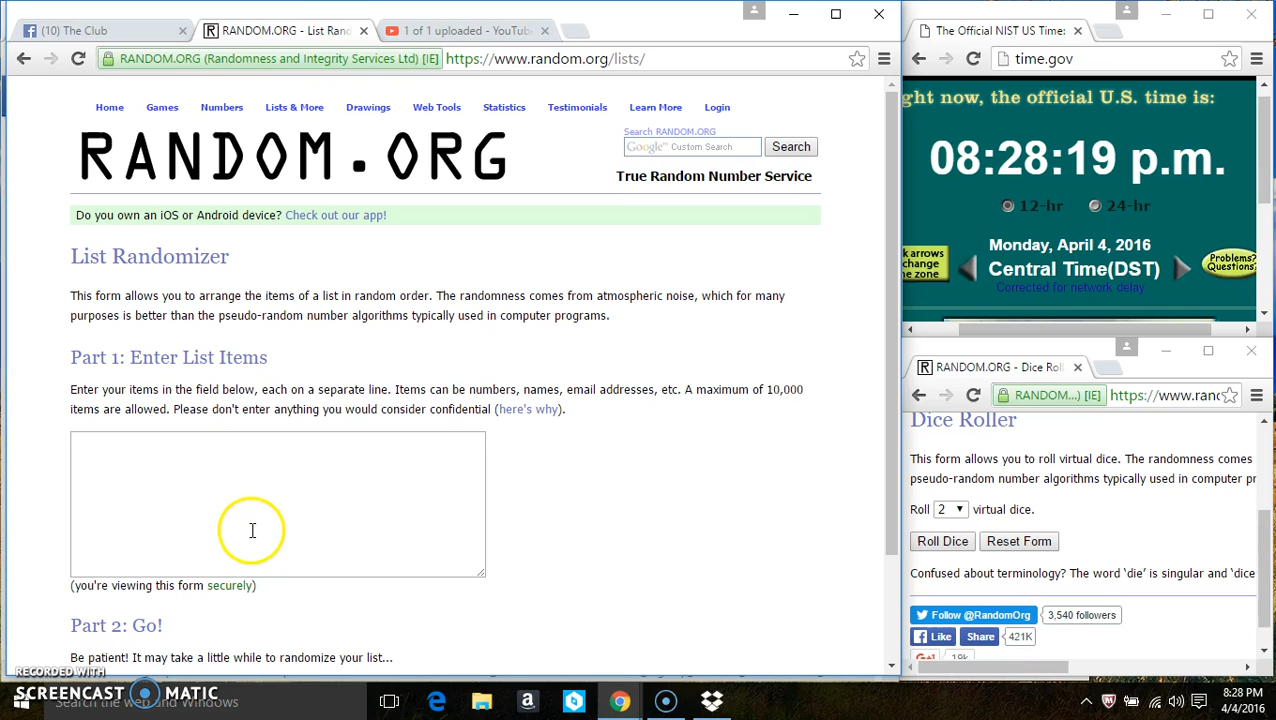 (10) The Club
RANDOM.ORG - List Ran
1 of 1 uploaded - YouTub
RANDOM.ORG (Randomness and Integrity Services Ltd) [IE]
https://www.random.org/lists/
Home Games Numbers Lists & More Drawings Web Tools Statistics Testimonials Learn More Login
RANDOM.ORG
Search RANDOM.ORG
Google™ Custom Search
Search
True Random Number Service
Do you own an iOS or Android device? Check out our app!
List Randomizer
This form allows you to arrange the items of a list in random order. The randomness comes from atmospheric noise, which for many
purposes is better than the pseudo-random number algorithms typically used in computer programs.
Part 1: Enter List Items
Enter your items in the field below, each on a separate line. Items can be numbers, names, email addresses, etc. A maximum of 10,000
items are allowed. Please don't enter anything you would consider confidential (here's why).
(you're viewing this form securely)
Part 2: Go!
Be patient! It may take a little while to randomize your list...
The Official NIST US Time:
time.gov
ght now, the official U.S. time is:
08:28:19 p.m.
12-hr 24-hr
k arrows
change
ne zone
Monday, April 4, 2016
Central Time(DST)
Corrected for network delay
Problems?
Questions?
RANDOM.ORG - Dice Roll
RANDOM...) [IE]
https://www.ranc
Dice Roller
This form allows you to roll virtual dice. The randomness comes
pseudo-random number algorithms typically used in computer pr
Roll 2 virtual dice.
Roll Dice Reset Form
Confused about terminology? The word 'die' is singular and 'dice
Follow @RandomOrg 3,540 followers
Like Share 421K
19k
RECORDED WITH
SCREENCAST MATIC
Search the web and Windows
8:28 PM
4/4/2016